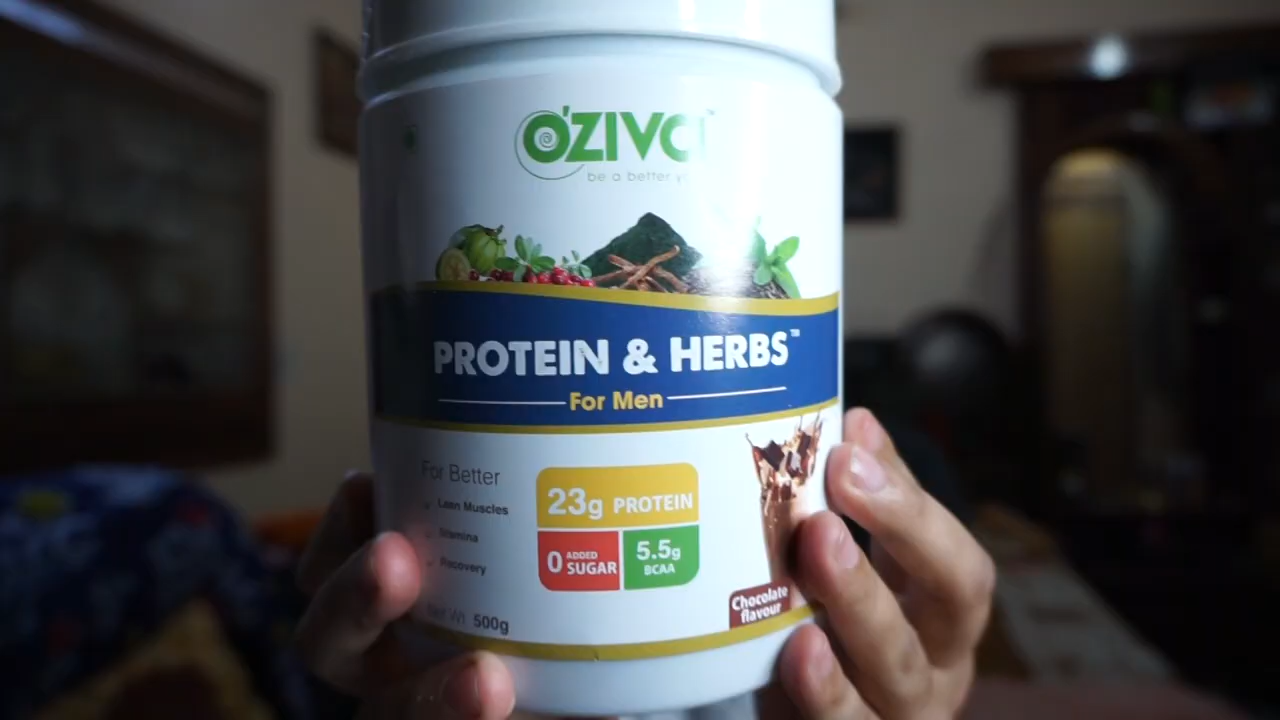 O'ZIVA
be a better
PROTEIN & HERBS™
For Men
For Better
Lean Muscles
Stamina
Recovery
23g PROTEIN
0 ADDED SUGAR
5.5g BCAA
Net Wt. 500g
Chocolate
flavour